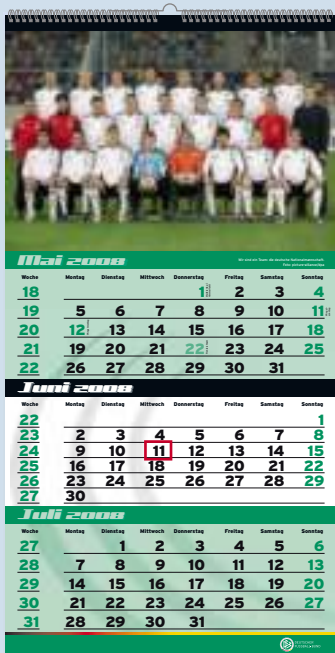 Mai 2008
Woche Montag Dienstag Mittwoch Donnerstag Freitag Samstag Sonntag
18 1 2 3 4
19 5 6 7 8 9 10 11
20 12 13 14 15 16 17 18
21 19 20 21 22 23 24 25
22 26 27 28 29 30 31
Juni 2008
Woche Montag Dienstag Mittwoch Donnerstag Freitag Samstag Sonntag
22 1
23 2 3 4 5 6 7 8
24 9 10 11 12 13 14 15
25 16 17 18 19 20 21 22
26 23 24 25 26 27 28 29
27 30
Juli 2008
Woche Montag Dienstag Mittwoch Donnerstag Freitag Samstag Sonntag
27 1 2 3 4 5 6
28 7 8 9 10 11 12 13
29 14 15 16 17 18 19 20
30 21 22 23 24 25 26 27
31 28 29 30 31
DEUTSCHER
FUSSBALL-BUND